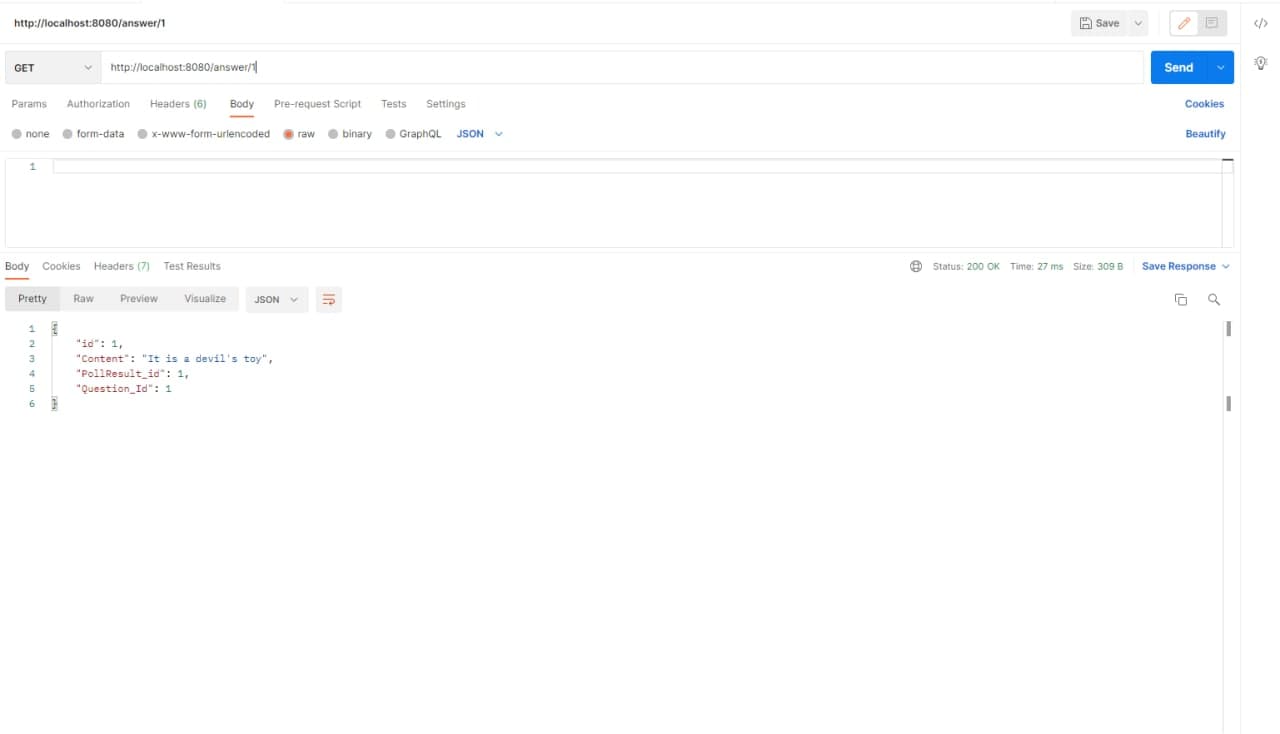 http://localhost:8080/answer/1 Save
GET http://localhost:8080/answer/1 Send
Params Authorization Headers (6) Body Pre-request Script Tests Settings Cookies
none form-data x-www-form-urlencoded raw binary GraphQL JSON Beautify
1
Body Cookies Headers (7) Test Results Status: 200 OK Time: 27 ms Size: 309 B Save Response
Pretty Raw Preview Visualize JSON
1 {
2 "id": 1,
3 "Content": "It is a devil's toy",
4 "PollResult_id": 1,
5 "Question_Id": 1
6 }